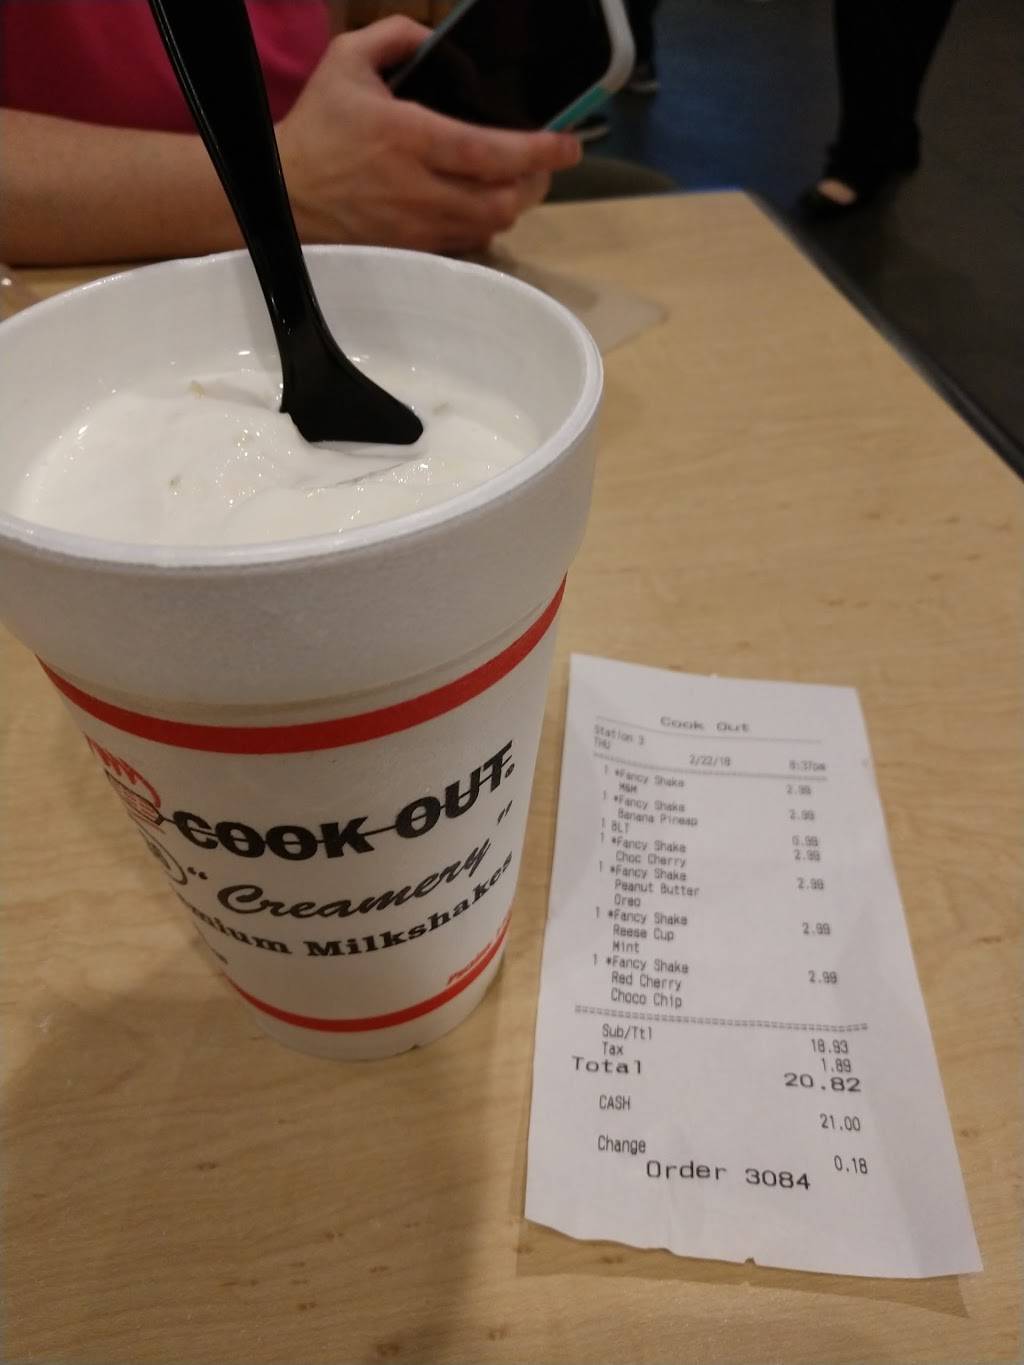 COOK OUT.
"Creamery"
Premium Milkshakes
Cook Out
Station 3
THU 2/22/18 8:37pm
1 *Fancy Shake 2.99
M&M
1 *Fancy Shake 2.99
Banana Pineap
1 BLT 0.99
1 *Fancy Shake 2.99
Choc Cherry
1 *Fancy Shake 2.99
Peanut Butter
Oreo
1 *Fancy Shake 2.99
Reese Cup
Mint
1 *Fancy Shake 2.99
Red Cherry
Choco Chip
Sub/Ttl 18.93
Tax 1.89
Total 20.82
CASH 21.00
Change 0.18
Order 3084